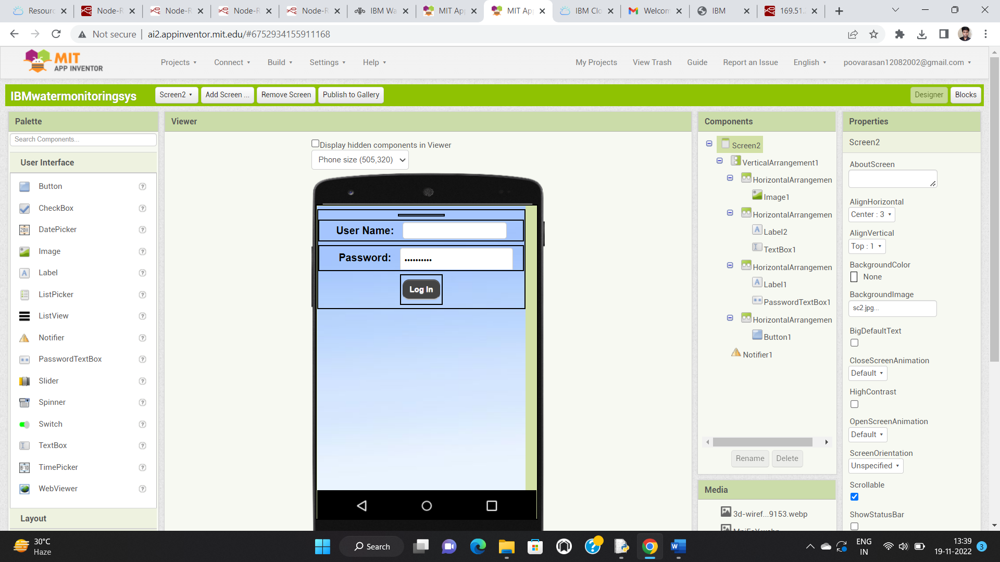 Resourc
Node-R
Node-R
Node-R
Node-R
IBM Wa
MIT App
MIT App
IBM Clo
Welcom
IBM
169.51.
Not secure
ai2.appinventor.mit.edu/#6752934155911168
MIT
APP INVENTOR
Projects
Connect
Build
Settings
Help
My Projects
View Trash
Guide
Report an Issue
English
poovarasan12082002@gmail.com
IBMwatermonitoringsys
Screen2
Add Screen ...
Remove Screen
Publish to Gallery
Designer
Blocks
Palette
Search Components...
User Interface
Button
CheckBox
DatePicker
Image
Label
ListPicker
ListView
Notifier
PasswordTextBox
Slider
Spinner
Switch
TextBox
TimePicker
WebViewer
Layout
Viewer
Display hidden components in Viewer
Phone size (505,320)
User Name:
Password:
Log In
Components
Screen2
VerticalArrangement1
HorizontalArrangemen
Image1
HorizontalArrangemen
Label2
TextBox1
HorizontalArrangemen
Label1
PasswordTextBox1
HorizontalArrangemen
Button1
Notifier1
Rename
Delete
Media
3d-wiref...9153.webp
Properties
Screen2
AboutScreen
AlignHorizontal
Center : 3
AlignVertical
Top : 1
BackgroundColor
None
BackgroundImage
sc2.jpg...
BigDefaultText
CloseScreenAnimation
Default
HighContrast
OpenScreenAnimation
Default
ScreenOrientation
Unspecified
Scrollable
ShowStatusBar
30°C
Haze
Search
ENG
IN
13:39
19-11-2022
3